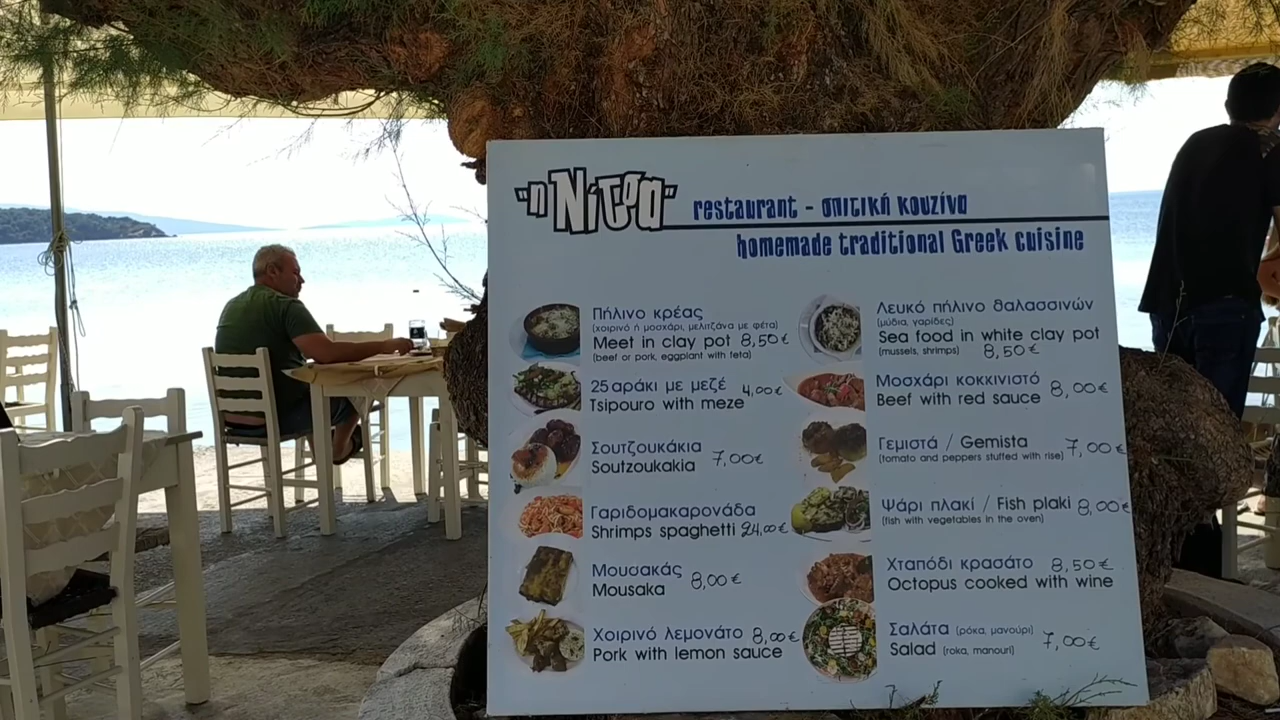 "η Νίτσα"
restaurant - σπιτική κουζίνα
homemade traditional Greek cuisine
Πήλινο κρέας
(χοιρινό ή μοσχάρι, μελιτζάνα με φέτα)
Meet in clay pot 8,50€
(beef or pork, eggplant with feta)
25αράκι με μεζέ 4,00€
Tsipouro with meze
Σουτζουκάκια 7,00€
Soutzoukakia
Γαριδομακαρονάδα
Shrimps spaghetti 24,00€
Μουσακάς 8,00€
Mousaka
Χοιρινό λεμονάτο 8,00€
Pork with lemon sauce
Λευκό πήλινο θαλασσινών
(μύδια, γαρίδες)
Sea food in white clay pot
(mussels, shrimps) 8,50€
Μοσχάρι κοκκινιστό 8,00€
Beef with red sauce
Γεμιστά / Gemista 7,00€
(tomato and peppers stuffed with rise)
Ψάρι πλακί / Fish plaki 8,00€
(fish with vegetables in the oven)
Χταπόδι κρασάτο 8,50€
Octopus cooked with wine
Σαλάτα (ρόκα, μανούρι) 7,00€
Salad (roka, manouri)